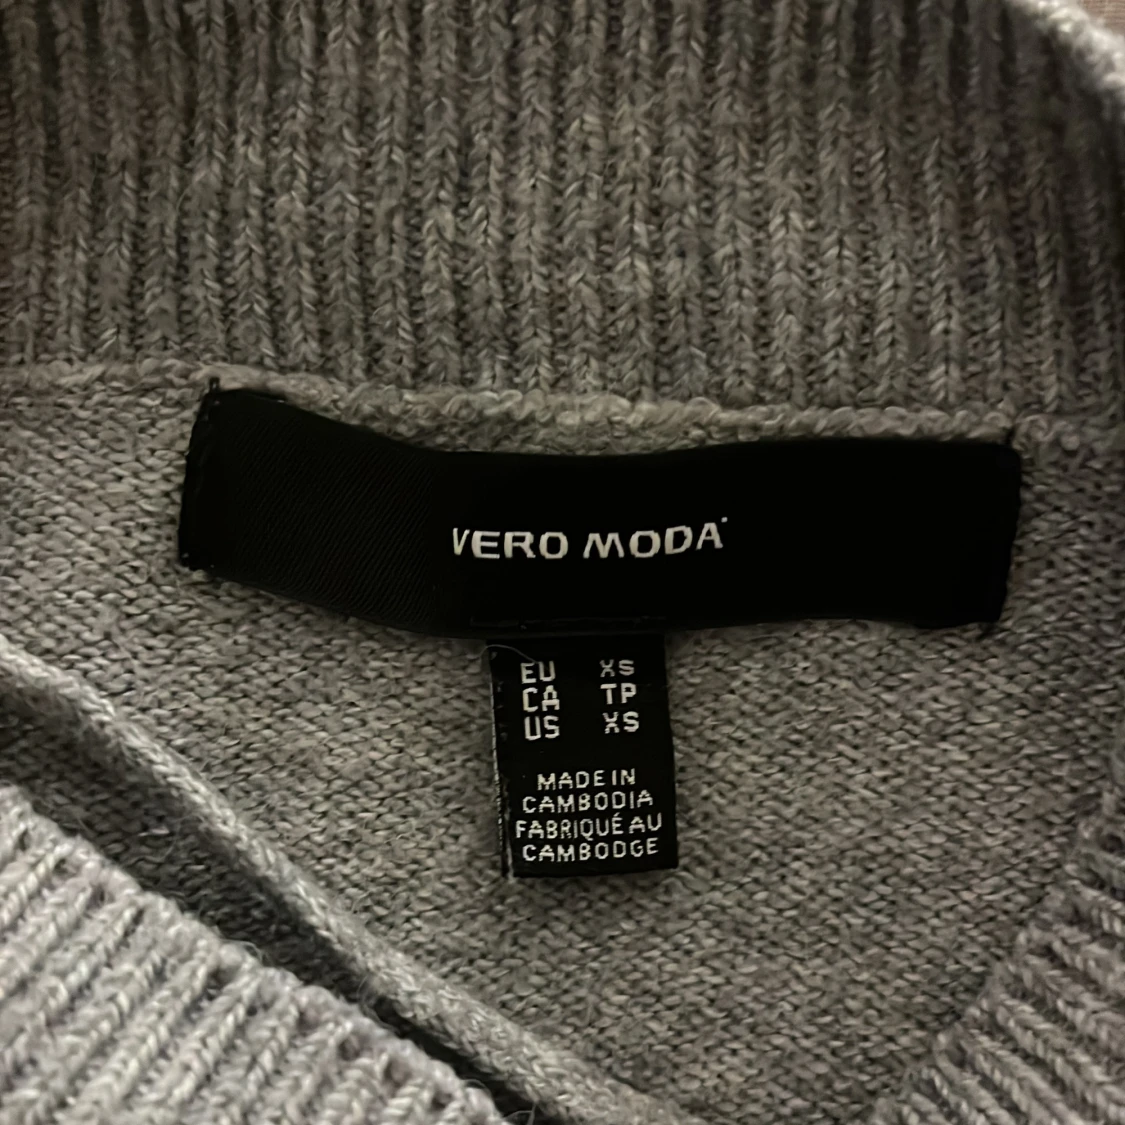 VERO MODA
EU XS
CA TP
US XS
MADE IN
CAMBODIA
FABRIQUÉ AU
CAMBODGE